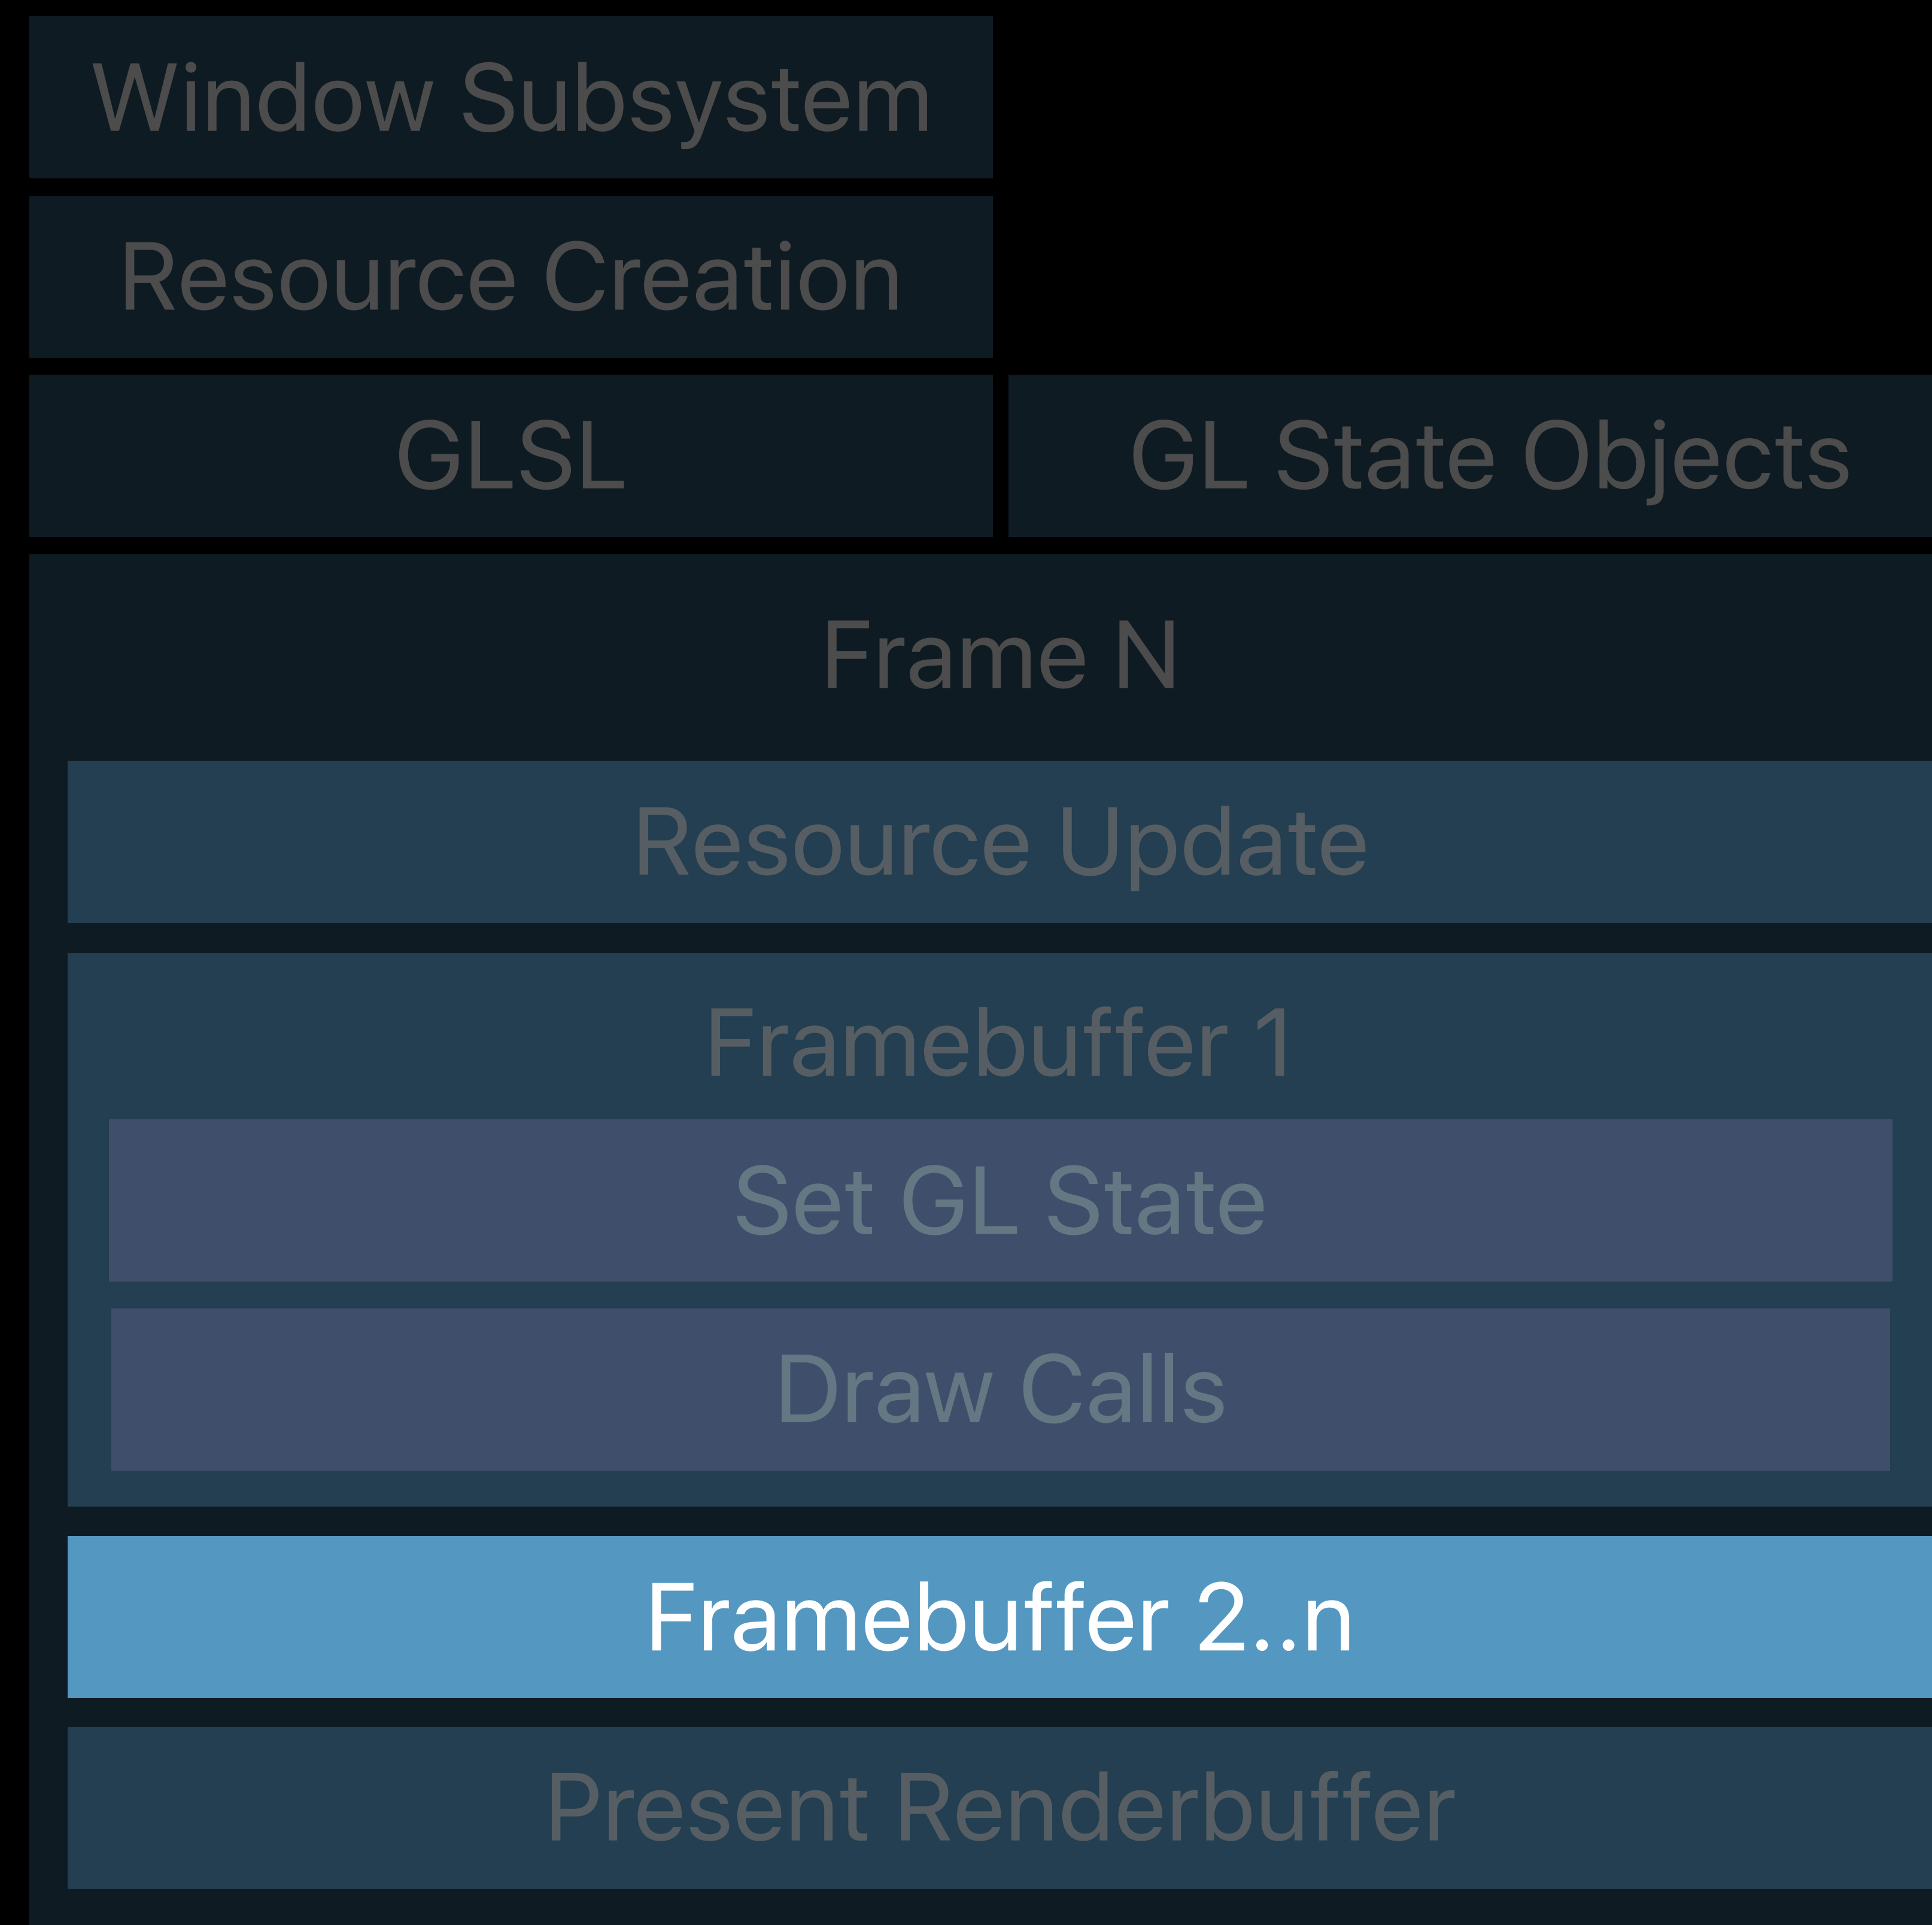 Window Subsystem
Resource Creation
GLSL
GL State Objects
Frame N
Resource Update
Framebuffer 1
Set GL State
Draw Calls
Framebuffer 2..n
Present Renderbuffer